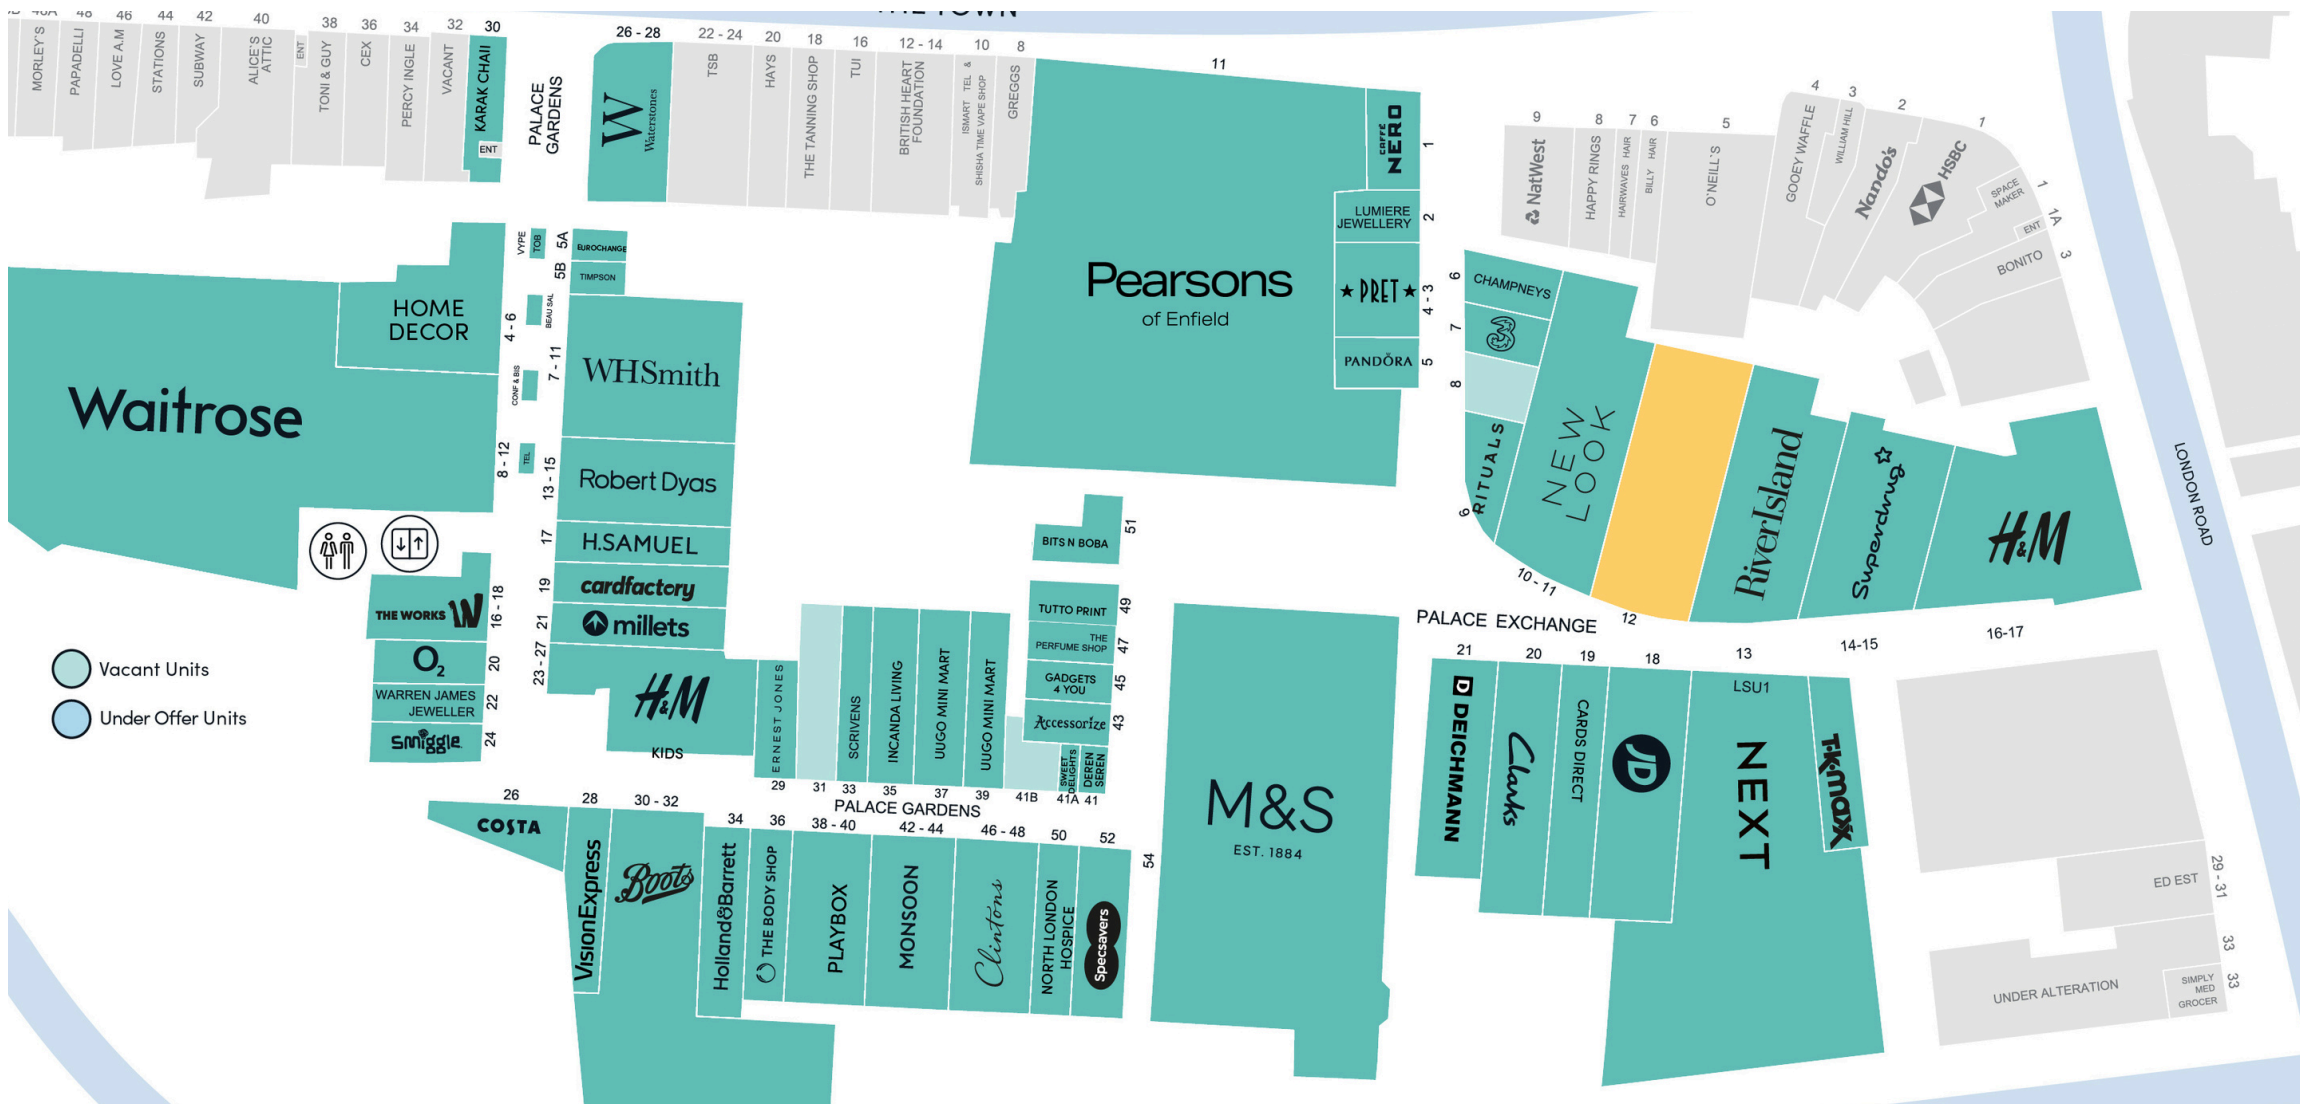 THE TOWN
48A
48
46
44
42
40
38
36
34
32
30
MORLEY'S
PAPADELLI
LOVE A.M
STATIONS
SUBWAY
ALICE'S
ATTIC
ENT
TONI & GUY
CEX
PERCY INGLE
VACANT
KARAK CHAII
ENT
PALACE
GARDENS
26 - 28
22 - 24
20
18
16
12 - 14
10
8
W
Waterstones
TSB
HAYS
THE TANNING SHOP
TUI
BRITISH HEART
FOUNDATION
ISMART TEL &
SHISHA TIME VAPE SHOP
GREGGS
11
Pearsons
of Enfield
CAFFÈ
NERO
1
LUMIERE
JEWELLERY
2
PRET
4 - 3
PANDÖRA
5
9
8
7
6
5
4
3
2
1
NatWest
HAPPY RINGS
HAIRWAVES HAIR
BILLY HAIR
O'NEILL'S
GOOEY WAFFLE
WILLIAM HILL
Nando's
HSBC
SPACE
MAKER
1
1A
ENT
BONITO
3
LONDON ROAD
6
CHAMPNEYS
7
3
8
RITUALS
9
NEW
LOOK
10 - 11
12
RiverIsland
Superdrug
14-15
H&M
16-17
PALACE EXCHANGE
HOME
DECOR
Waitrose
VYPE
TOB
5A
EUROCHANGE
5B
TIMPSON
BEAU SAL
4 - 6
7 - 11
WHSmith
CONF & BIS
8 - 12
TEL
13 - 15
Robert Dyas
17
H.SAMUEL
19
cardfactory
21
millets
23 - 27
H&M
KIDS
THE WORKS W
16 - 18
O2
20
WARREN JAMES
JEWELLER
22
smiggle
24
Vacant Units
Under Offer Units
ERNEST JONES
SCRIVENS
INCANDA LIVING
UUGO MINI MART
UUGO MINI MART
29
31
33
35
37
39
41B
41A
41
BITS N BOBA
51
TUTTO PRINT
49
THE
PERFUME SHOP
47
GADGETS
4 YOU
45
Accessorize
43
SWEET
DELIGHTS
DEREN
SEREN
PALACE GARDENS
26
28
30 - 32
34
36
38 - 40
42 - 44
46 - 48
50
52
54
COSTA
VISIONEXPRESS
Boots
Holland&Barrett
THE BODY SHOP
PLAYBOX
MONSOON
Clintons
NORTH LONDON
HOSPICE
Specsavers
M&S
EST. 1884
21
20
19
18
13
LSU1
D DEICHMANN
Clarks
CARDS DIRECT
JD
NEXT
T·K·maxx
29 - 31
ED EST
33
33
UNDER ALTERATION
SIMPLY
MED
GROCER